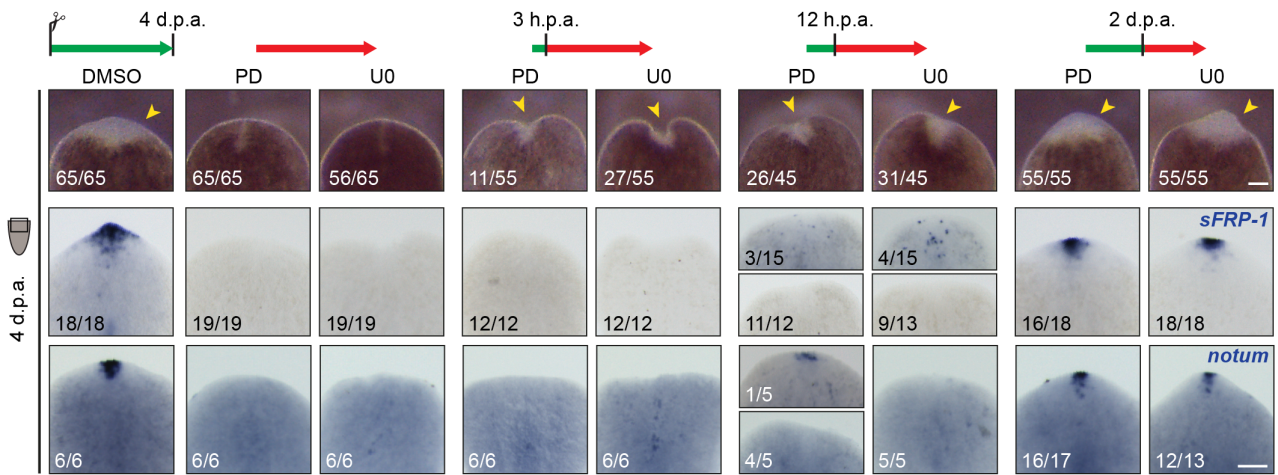 4 d.p.a. 3 h.p.a. 12 h.p.a. 2 d.p.a.
DMSO PD U0 PD U0 PD U0 PD U0
65/65 65/65 56/65 11/55 27/55 26/45 31/45 55/55 55/55
4 d.p.a.
sFRP-1
3/15 4/15
18/18 19/19 19/19 12/12 12/12 11/12 9/13 16/18 18/18
notum
1/5
6/6 6/6 6/6 6/6 6/6 4/5 5/5 16/17 12/13